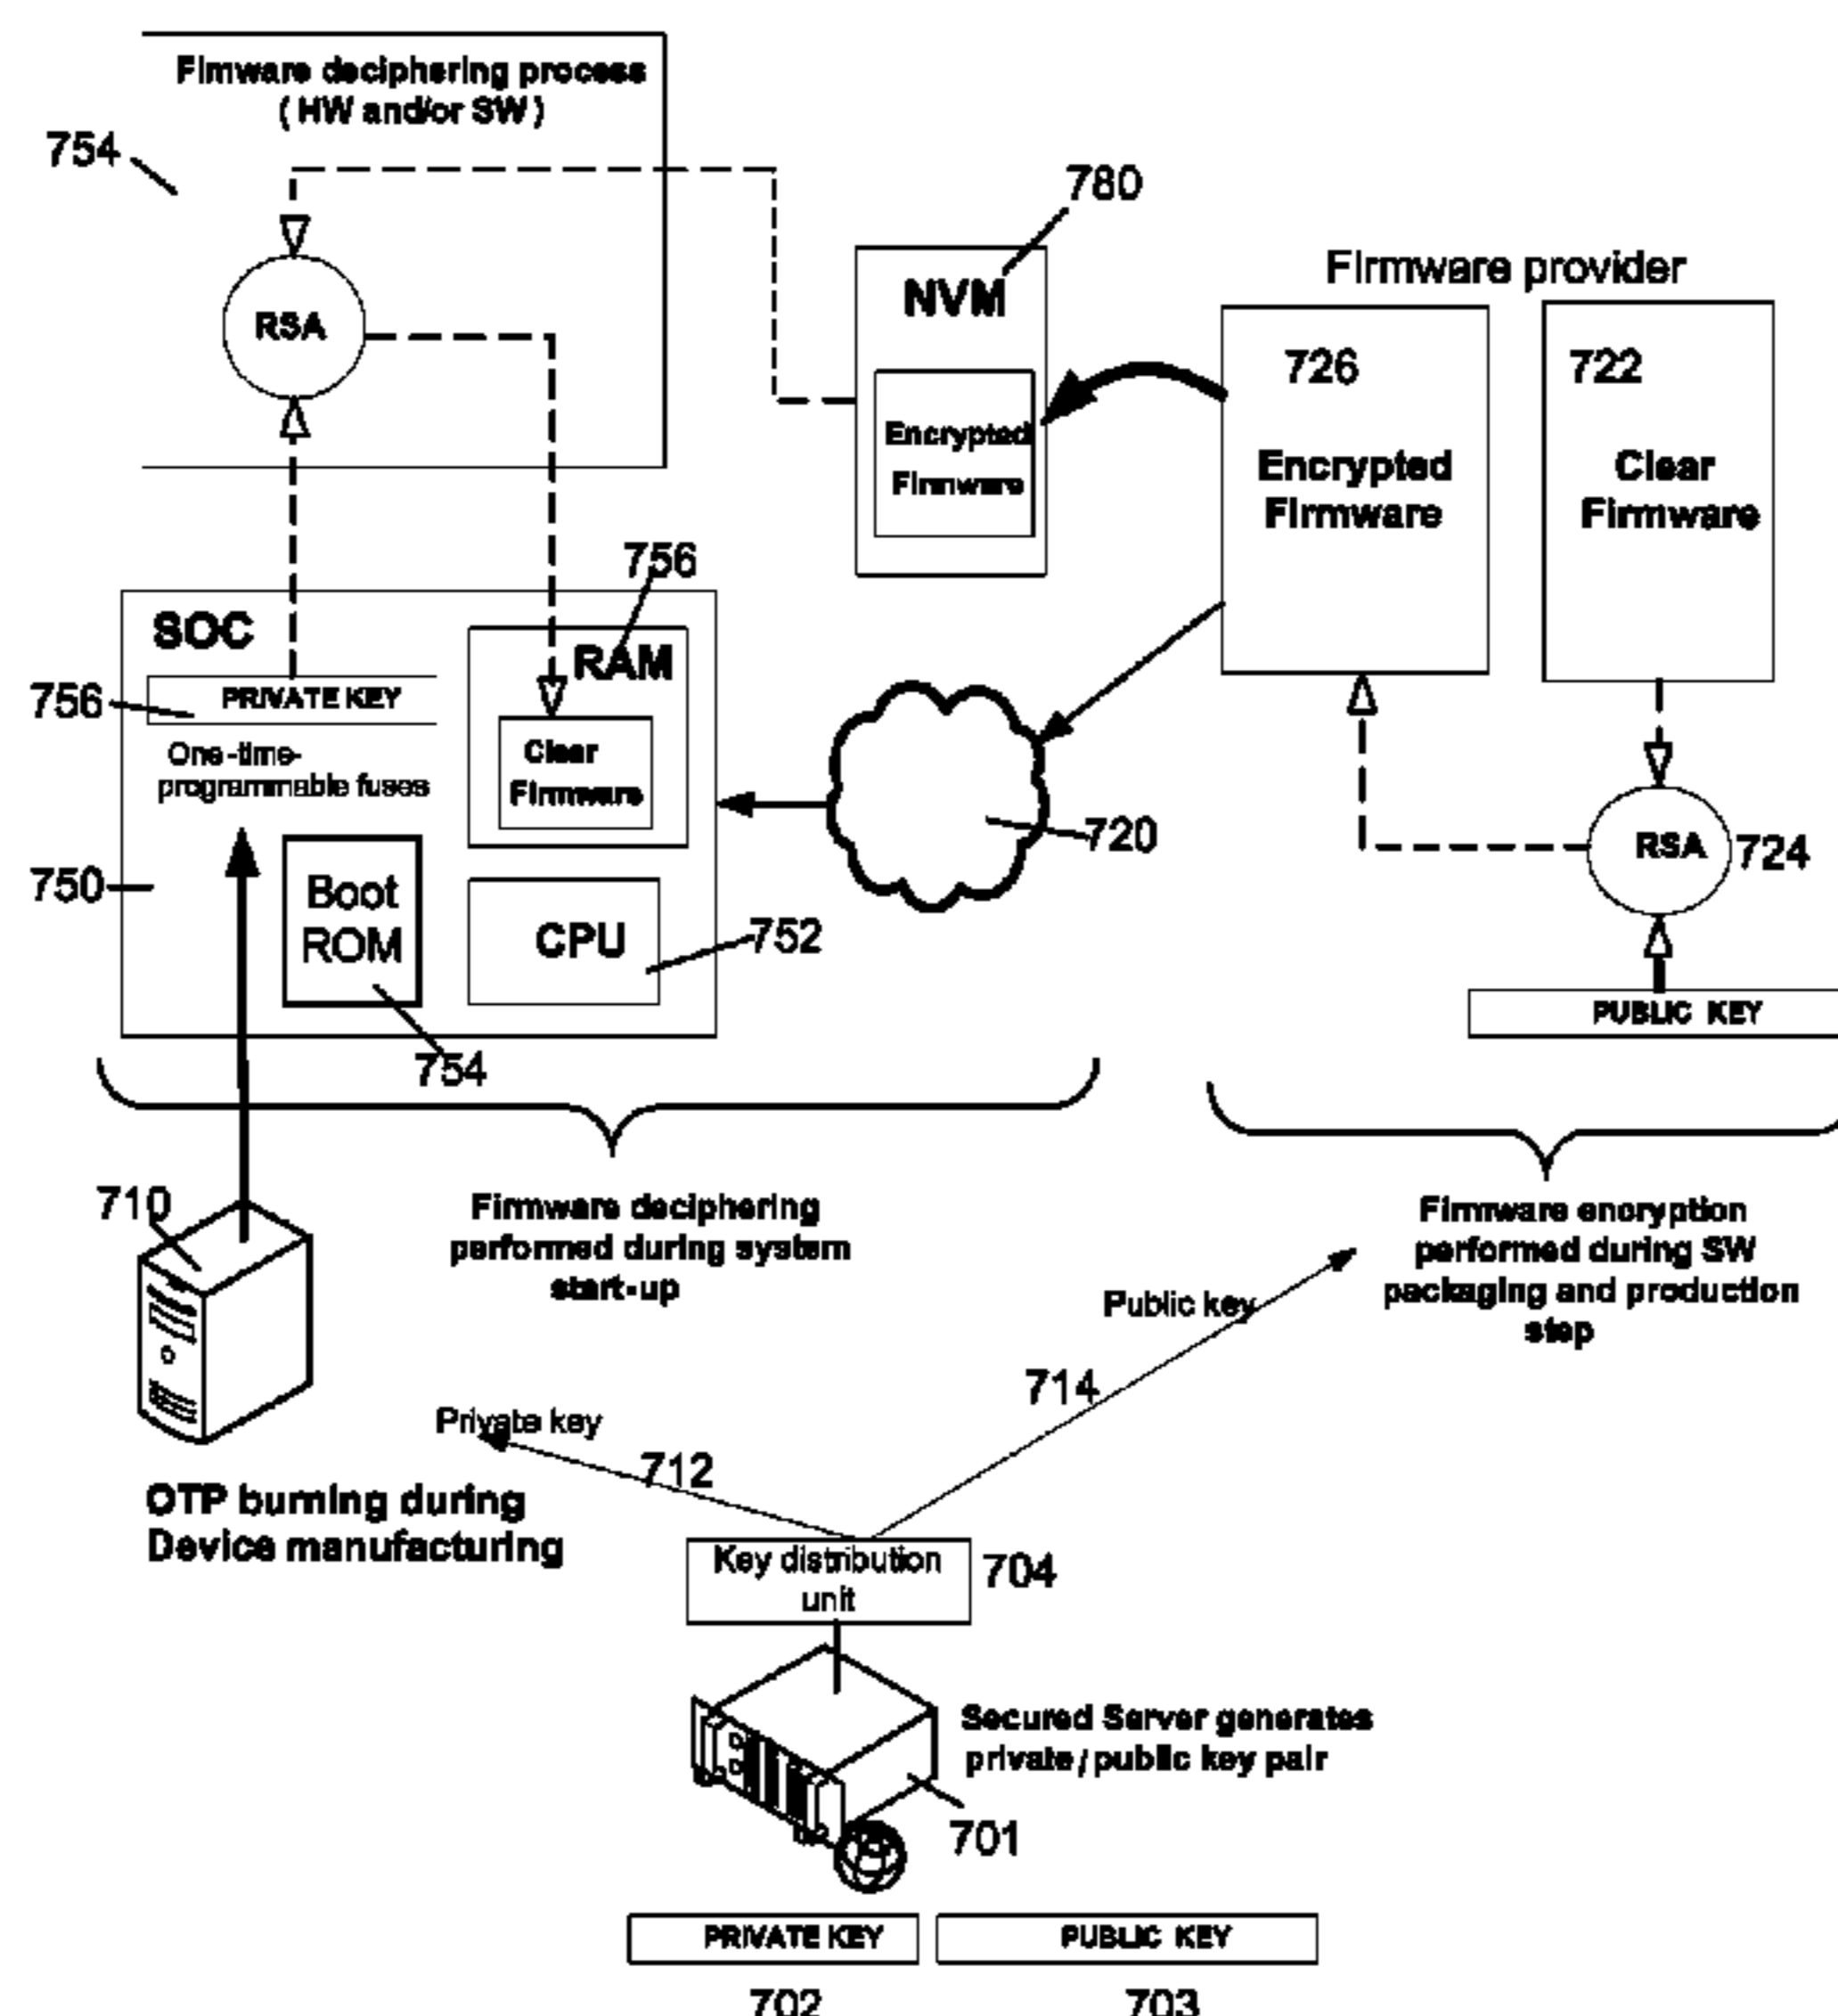 Fimware deciphering process
( HW and/or SW )
754
780
Firmware provider
RSA
NVM
Encrypted
Firmware
726
Encrypted
Firmware
722
Clear
Firmware
756
SOC
RAM
756
PRIVATE KEY
One-time-
programmable fuses
Clear
Firmware
720
RSA
724
750
Boot
ROM
CPU
752
PUBLIC KEY
754
710
Firmware deciphering
performed during system
start-up
Firmware encryption
performed during SW
packaging and production
step
Public key
714
Private key
712
OTP burning during
Device manufacturing
Key distribution
unit
704
Secured Server generates
private / public key pair
701
PRIVATE KEY
PUBLIC KEY
702
703